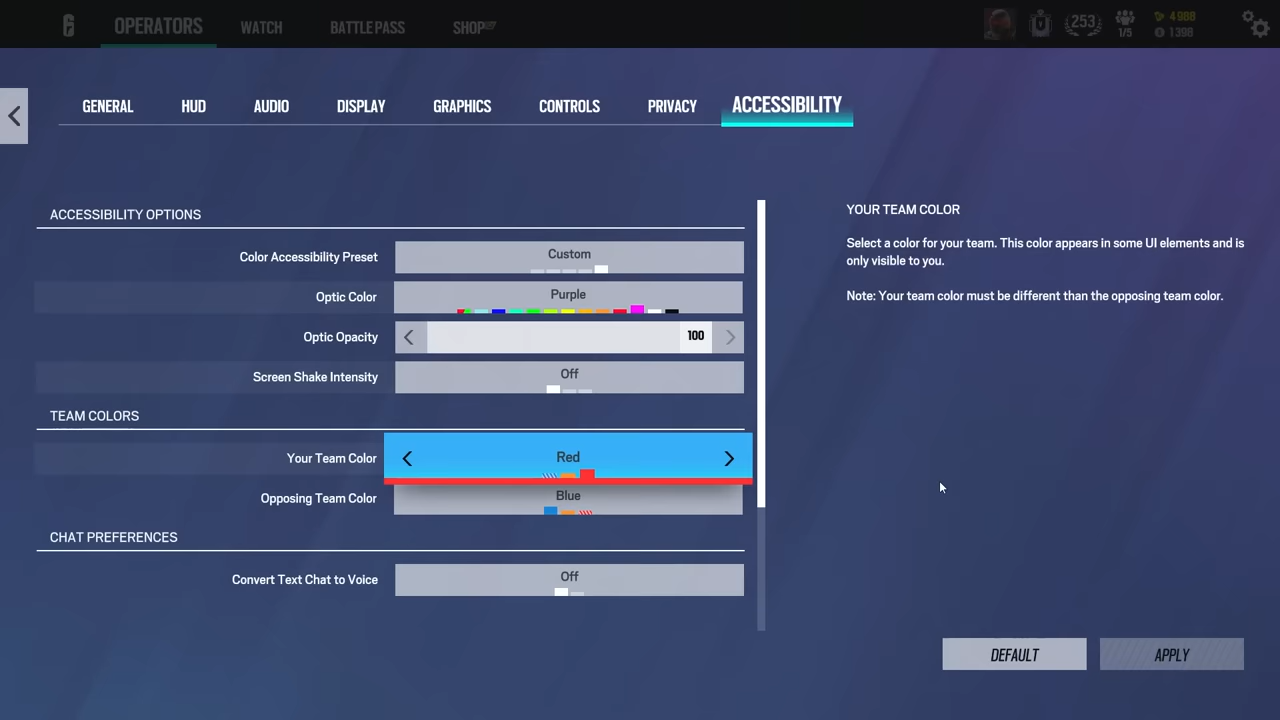 OPERATORS WATCH BATTLE PASS SHOP 253 1/5 4 988
1 398
GENERAL HUD AUDIO DISPLAY GRAPHICS CONTROLS PRIVACY ACCESSIBILITY
ACCESSIBILITY OPTIONS
Color Accessibility Preset Custom
Optic Color Purple
Optic Opacity 100
Screen Shake Intensity Off
TEAM COLORS
Your Team Color Red
Opposing Team Color Blue
CHAT PREFERENCES
Convert Text Chat to Voice Off
YOUR TEAM COLOR
Select a color for your team. This color appears in some UI elements and is
only visible to you.
Note: Your team color must be different than the opposing team color.
DEFAULT APPLY